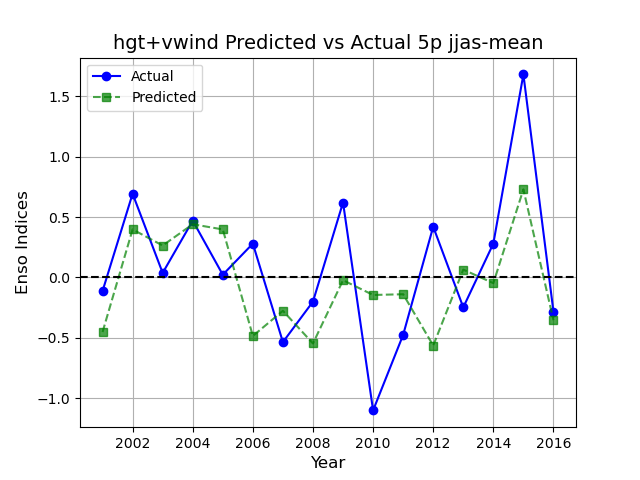 hgt+vwind Predicted vs Actual 5p jjas-mean
Actual
Predicted
1.5
1.0
0.5
0.0
−0.5
−1.0
Enso Indices
2002 2004 2006 2008 2010 2012 2014 2016
Year